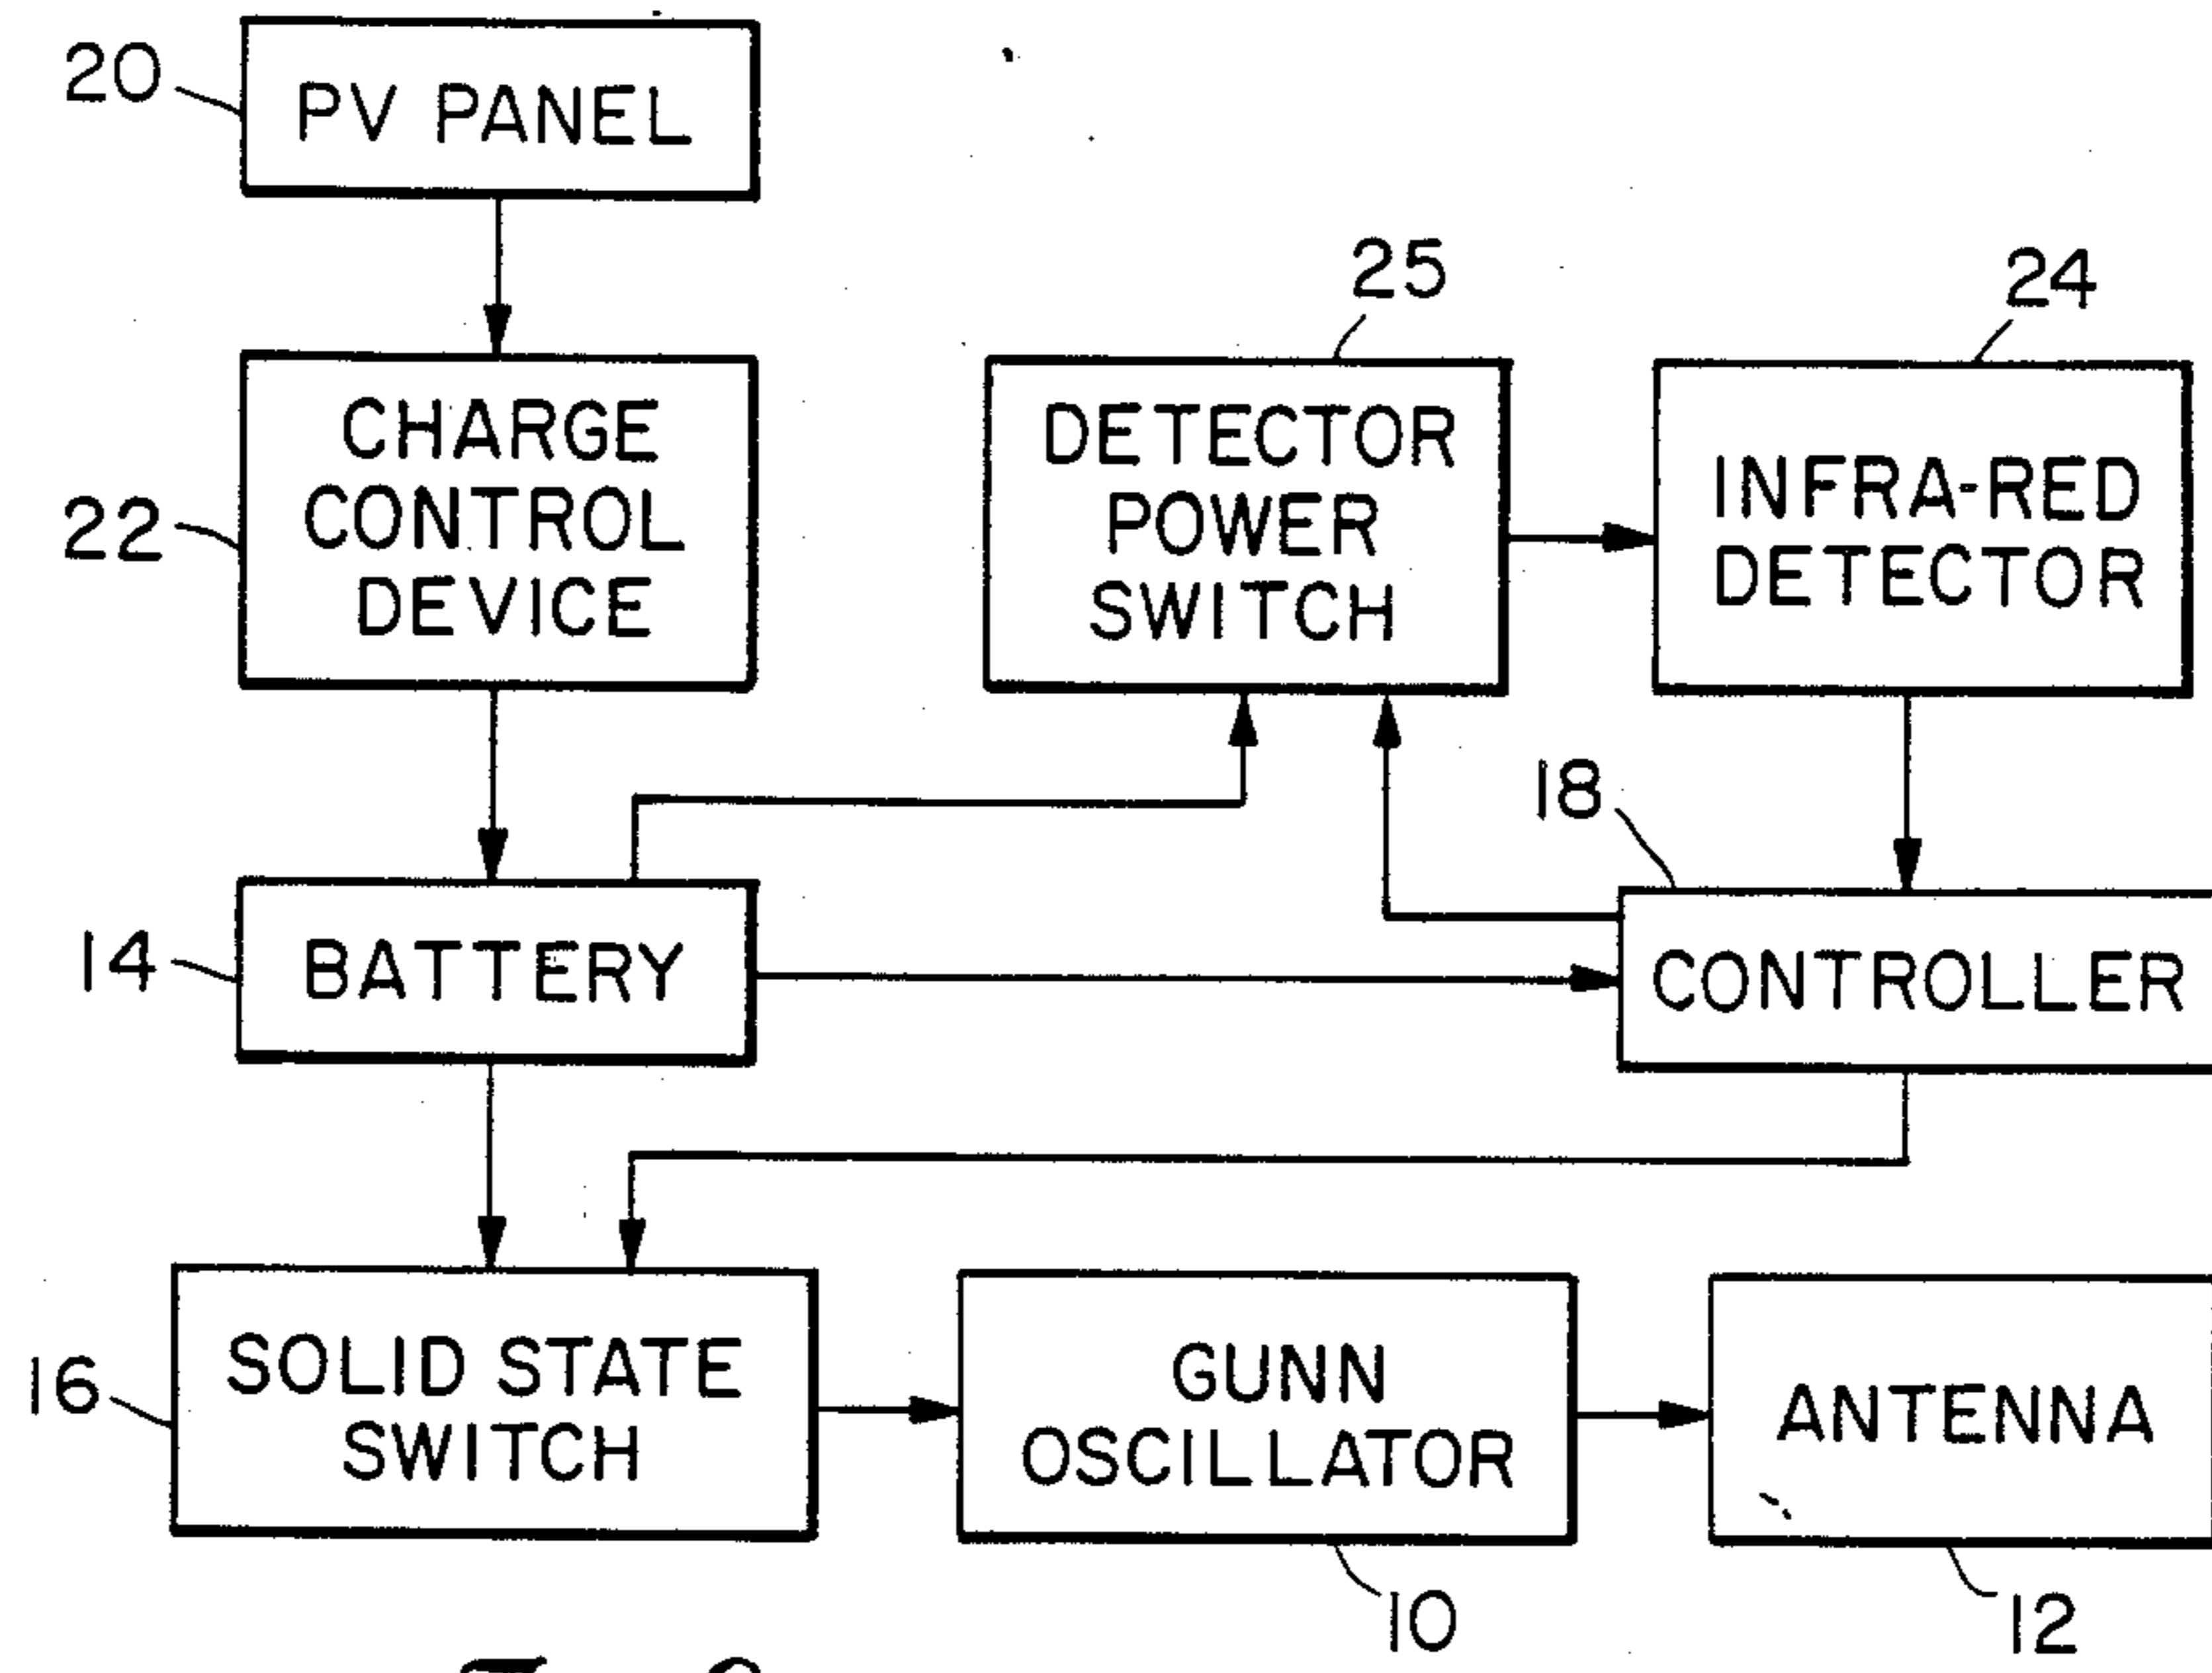 20
PV PANEL
25
24
CHARGE
CONTROL
DEVICE
22
DETECTOR
POWER
SWITCH
INFRA-RED
DETECTOR
18
14
BATTERY
CONTROLLER
16
SOLID STATE
SWITCH
GUNN
OSCILLATOR
ANTENNA
10
12